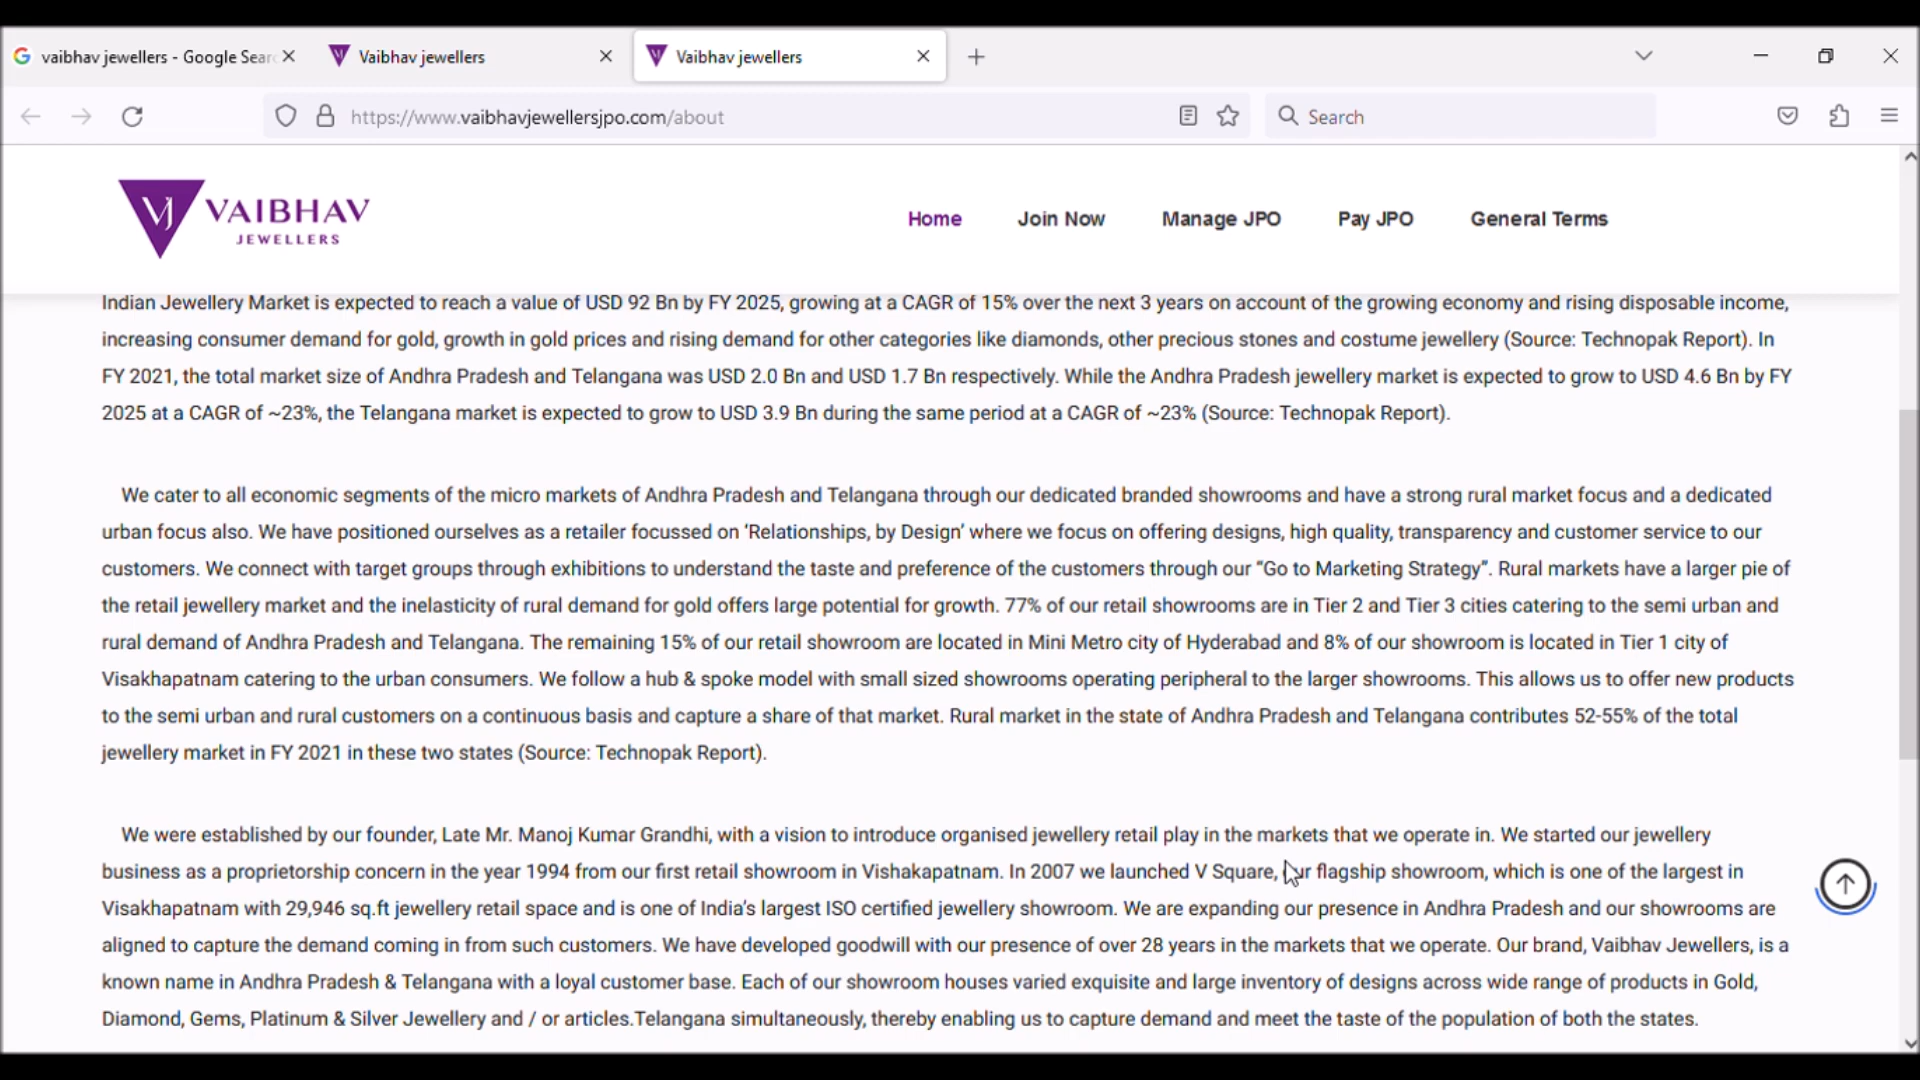 vaibhav jewellers - Google Sear
Vaibhav jewellers
Vaibhav jewellers
https://www.vaibhavjewellersjpo.com/about
Search
VJ
VAIBHAV
JEWELLERS
Home
Join Now
Manage JPO
Pay JPO
General Terms
Indian Jewellery Market is expected to reach a value of USD 92 Bn by FY 2025, growing at a CAGR of 15% over the next 3 years on account of the growing economy and rising disposable income,
increasing consumer demand for gold, growth in gold prices and rising demand for other categories like diamonds, other precious stones and costume jewellery (Source: Technopak Report). In
FY 2021, the total market size of Andhra Pradesh and Telangana was USD 2.0 Bn and USD 1.7 Bn respectively. While the Andhra Pradesh jewellery market is expected to grow to USD 4.6 Bn by FY
2025 at a CAGR of ~23%, the Telangana market is expected to grow to USD 3.9 Bn during the same period at a CAGR of ~23% (Source: Technopak Report).
We cater to all economic segments of the micro markets of Andhra Pradesh and Telangana through our dedicated branded showrooms and have a strong rural market focus and a dedicated
urban focus also. We have positioned ourselves as a retailer focussed on ‘Relationships, by Design’ where we focus on offering designs, high quality, transparency and customer service to our
customers. We connect with target groups through exhibitions to understand the taste and preference of the customers through our “Go to Marketing Strategy”. Rural markets have a larger pie of
the retail jewellery market and the inelasticity of rural demand for gold offers large potential for growth. 77% of our retail showrooms are in Tier 2 and Tier 3 cities catering to the semi urban and
rural demand of Andhra Pradesh and Telangana. The remaining 15% of our retail showroom are located in Mini Metro city of Hyderabad and 8% of our showroom is located in Tier 1 city of
Visakhapatnam catering to the urban consumers. We follow a hub & spoke model with small sized showrooms operating peripheral to the larger showrooms. This allows us to offer new products
to the semi urban and rural customers on a continuous basis and capture a share of that market. Rural market in the state of Andhra Pradesh and Telangana contributes 52-55% of the total
jewellery market in FY 2021 in these two states (Source: Technopak Report).
We were established by our founder, Late Mr. Manoj Kumar Grandhi, with a vision to introduce organised jewellery retail play in the markets that we operate in. We started our jewellery
business as a proprietorship concern in the year 1994 from our first retail showroom in Vishakapatnam. In 2007 we launched V Square, our flagship showroom, which is one of the largest in
Visakhapatnam with 29,946 sq.ft jewellery retail space and is one of India’s largest ISO certified jewellery showroom. We are expanding our presence in Andhra Pradesh and our showrooms are
aligned to capture the demand coming in from such customers. We have developed goodwill with our presence of over 28 years in the markets that we operate. Our brand, Vaibhav Jewellers, is a
known name in Andhra Pradesh & Telangana with a loyal customer base. Each of our showroom houses varied exquisite and large inventory of designs across wide range of products in Gold,
Diamond, Gems, Platinum & Silver Jewellery and / or articles.Telangana simultaneously, thereby enabling us to capture demand and meet the taste of the population of both the states.